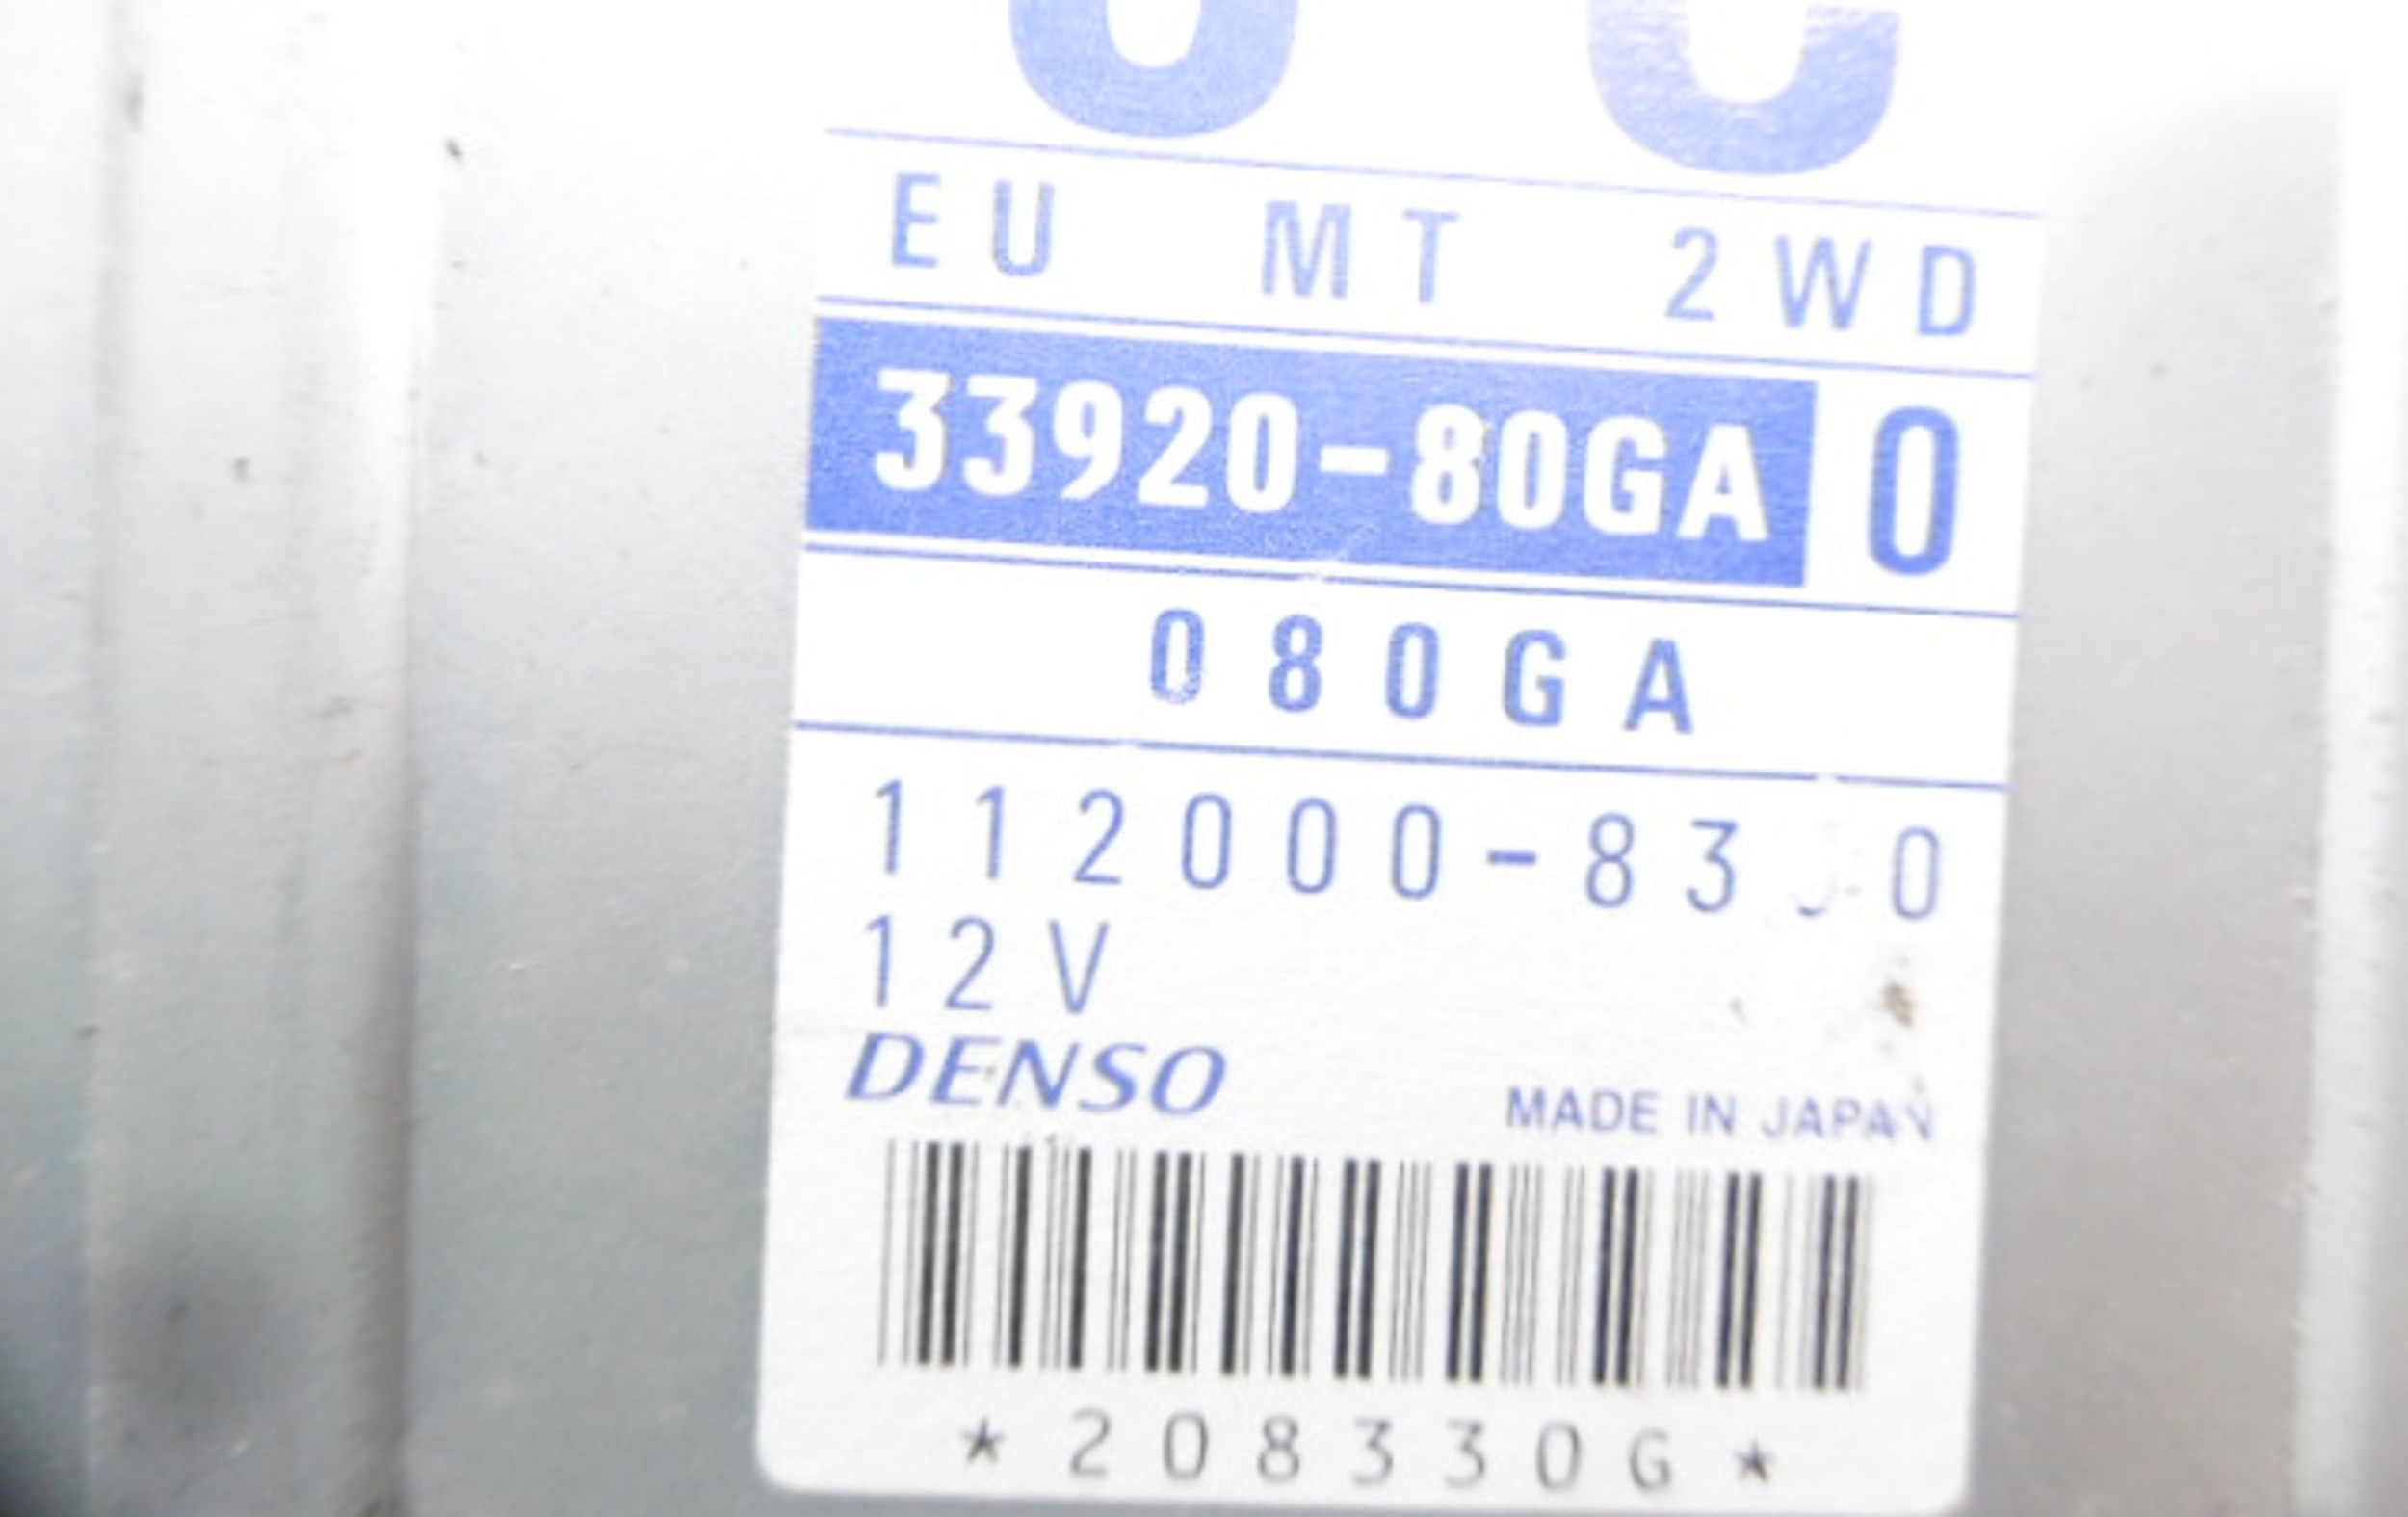 EU MT 2WD
33920-80GA 0
080GA
12V
DENSO
MADE IN JAPAN
*208330G*